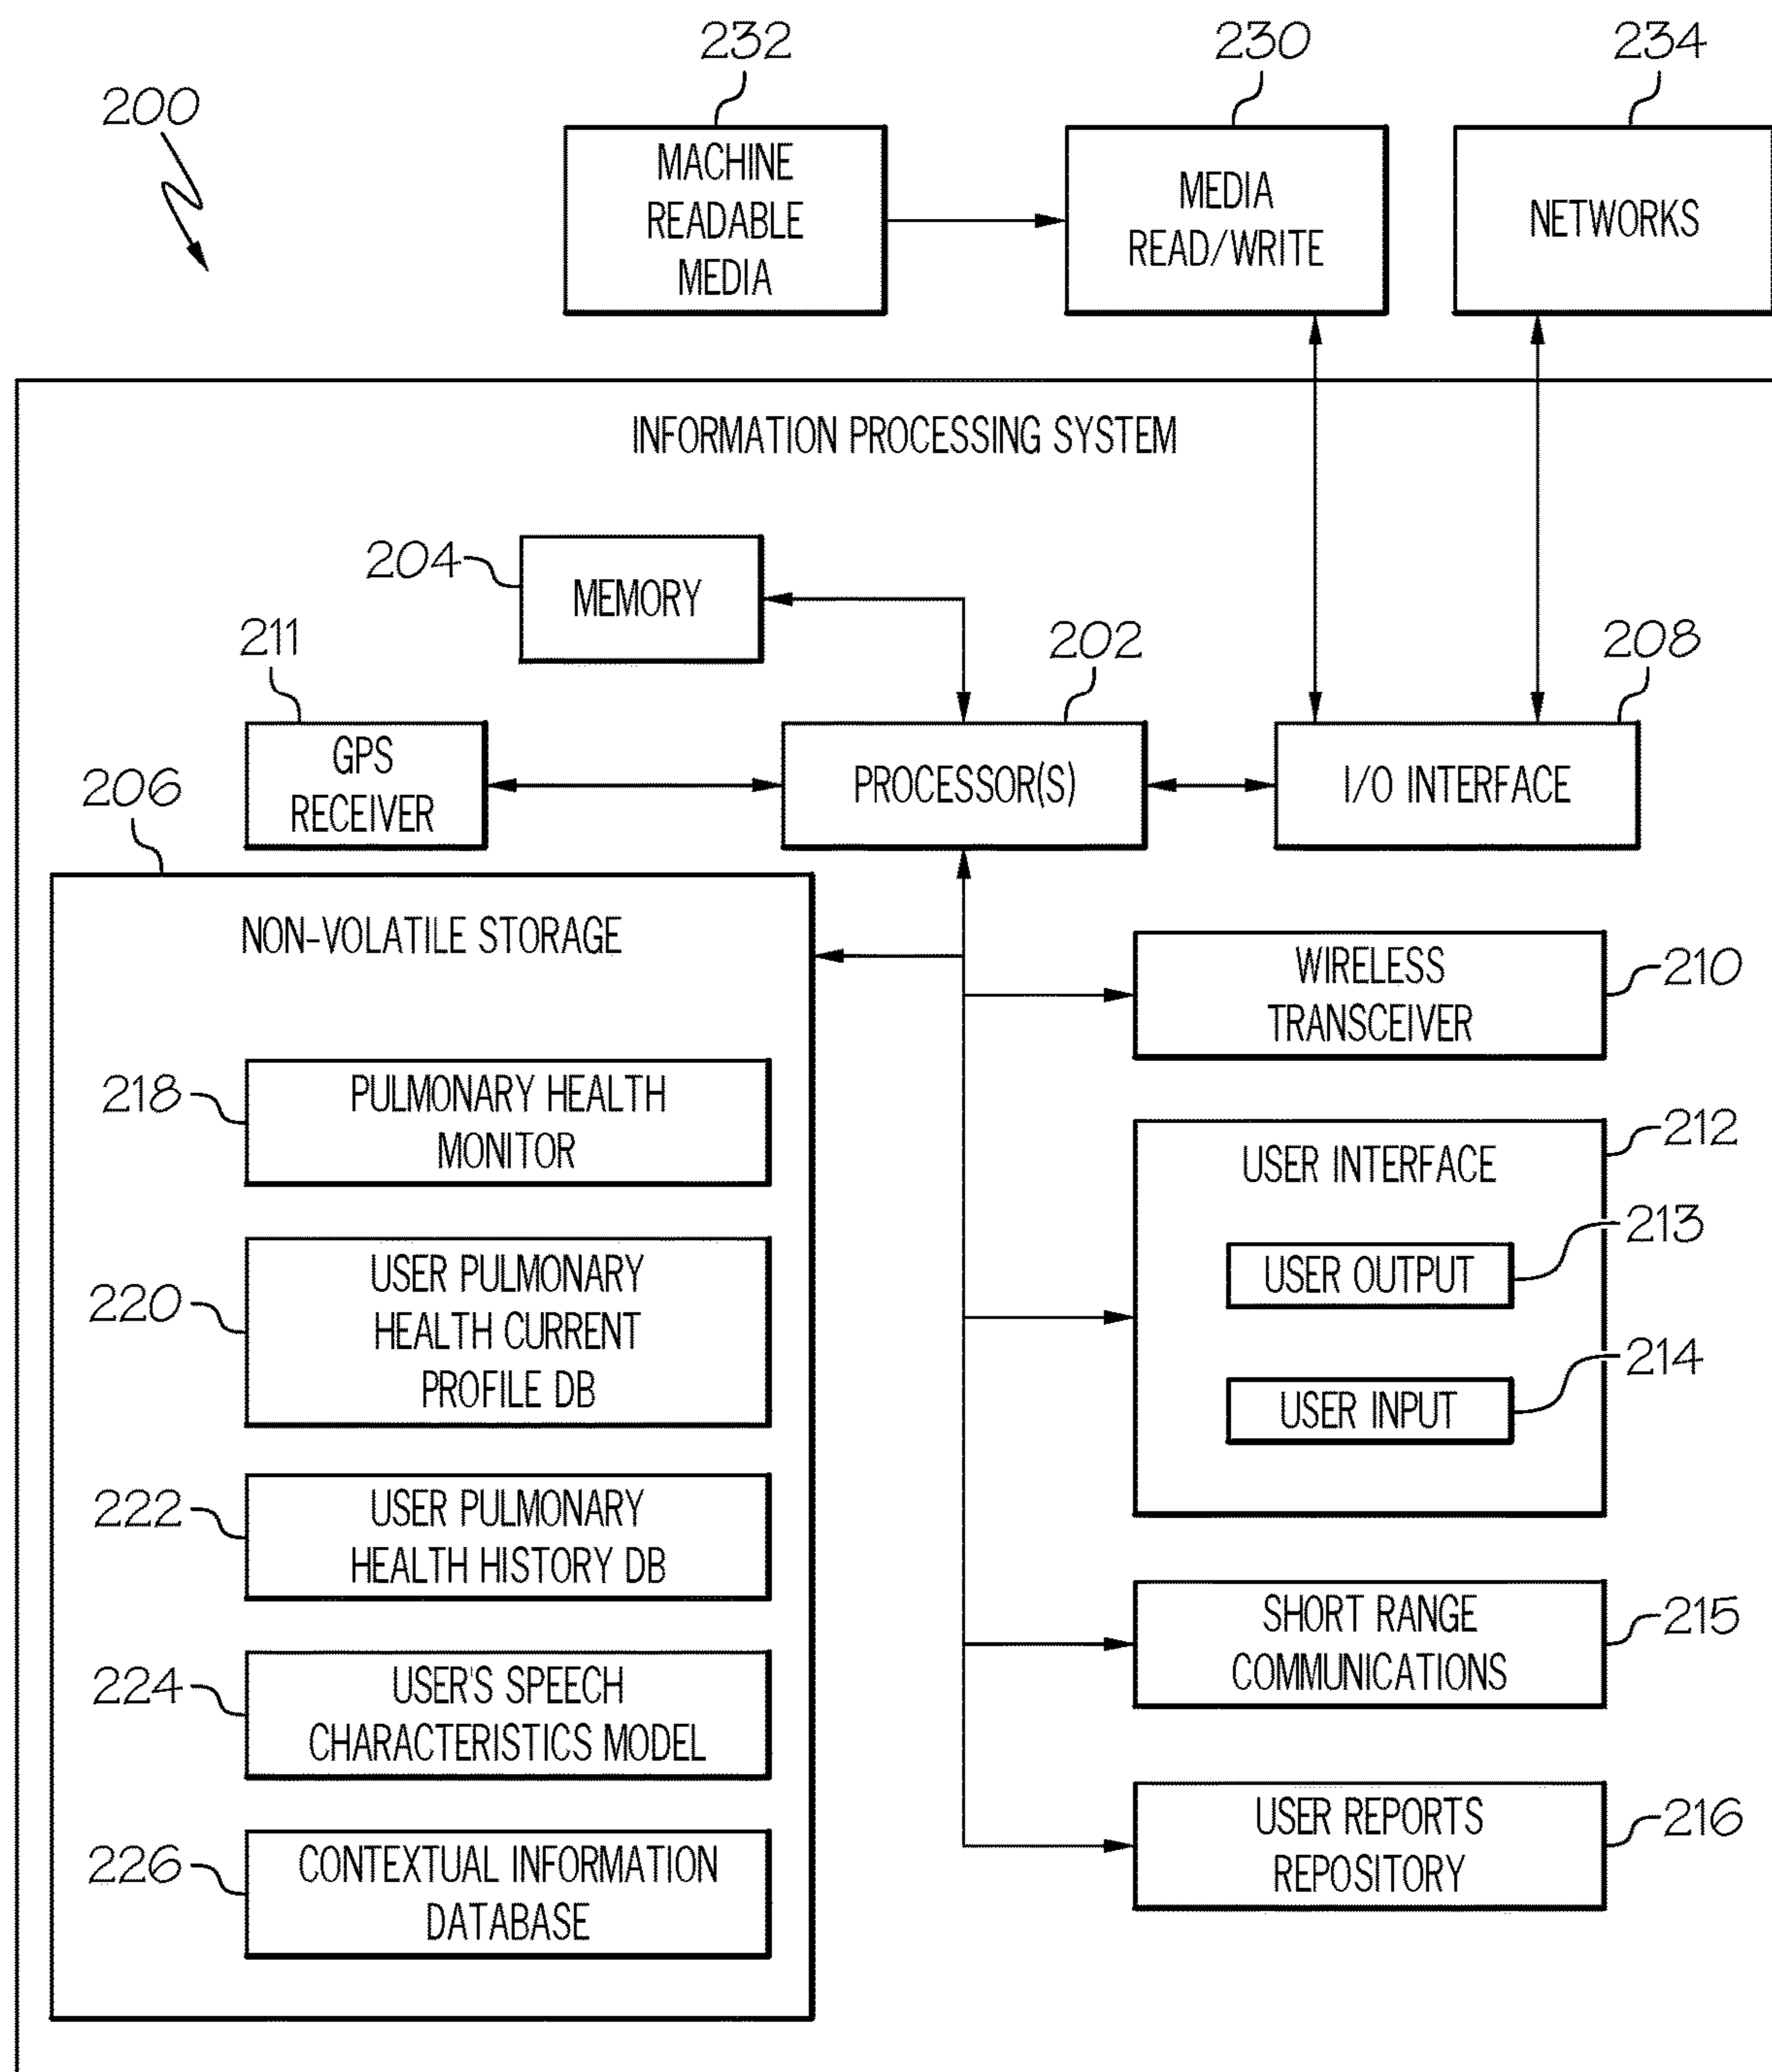 232
230
234
200
MACHINE
READABLE
MEDIA
MEDIA
READ/WRITE
NETWORKS
INFORMATION PROCESSING SYSTEM
204
MEMORY
211
202
208
GPS
RECEIVER
PROCESSOR(S)
I/O INTERFACE
206
NON-VOLATILE STORAGE
218
PULMONARY HEALTH
MONITOR
220
USER PULMONARY
HEALTH CURRENT
PROFILE DB
222
USER PULMONARY
HEALTH HISTORY DB
224
USER'S SPEECH
CHARACTERISTICS MODEL
226
CONTEXTUAL INFORMATION
DATABASE
WIRELESS
TRANSCEIVER
210
212
USER INTERFACE
213
USER OUTPUT
214
USER INPUT
SHORT RANGE
COMMUNICATIONS
215
USER REPORTS
REPOSITORY
216